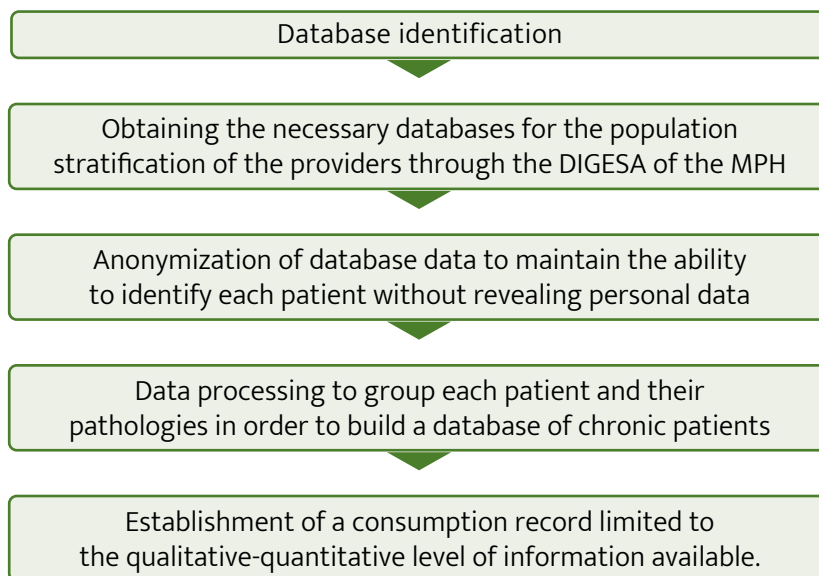 Database identification
Obtaining the necessary databases for the population
stratification of the providers through the DIGESA of the MPH
Anonymization of database data to maintain the ability
to identify each patient without revealing personal data
Data processing to group each patient and their
pathologies in order to build a database of chronic patients
Establishment of a consumption record limited to
the qualitative-quantitative level of information available.